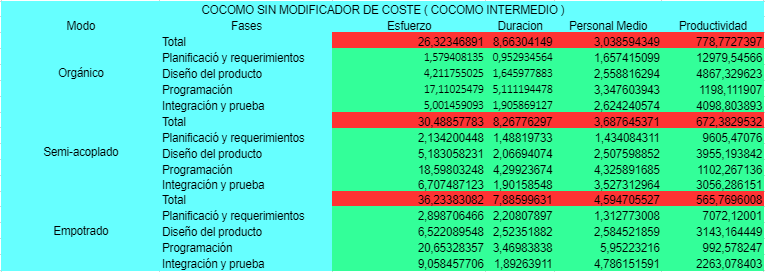 COCOMO SIN MODIFICADOR DE COSTE ( COCOMO INTERMEDIO )
Modo Fases Esfuerzo Duracion Personal Medio Productividad
Total 26,32346891 8,66304149 3,038594349 778,7727397
Planificació y requerimientos 1,579408135 0,952934564 1,657415099 12979,54566
Orgánico Diseño del producto 4,211755025 1,645977883 2,558816294 4867,329623
Programación 17,11025479 5,111194478 3,347603943 1198,111907
Integración y prueba 5,001459093 1,905869127 2,624240574 4098,803893
Total 30,48857783 8,26776297 3,687645371 672,3829532
Planificació y requerimientos 2,134200448 1,48819733 1,434084311 9605,47076
Semi-acoplado Diseño del producto 5,183058231 2,06694074 2,507598852 3955,193842
Programación 18,59803248 4,29923674 4,325891685 1102,267136
Integración y prueba 6,707487123 1,90158548 3,527312964 3056,286151
Total 36,23383082 7,88599631 4,594705527 565,7696008
Planificació y requerimientos 2,898706466 2,20807897 1,312773008 7072,12001
Empotrado Diseño del producto 6,522089548 2,52351882 2,584521859 3143,164449
Programación 20,65328357 3,46983838 5,95223216 992,578247
Integración y prueba 9,058457706 1,89263911 4,786151591 2263,078403